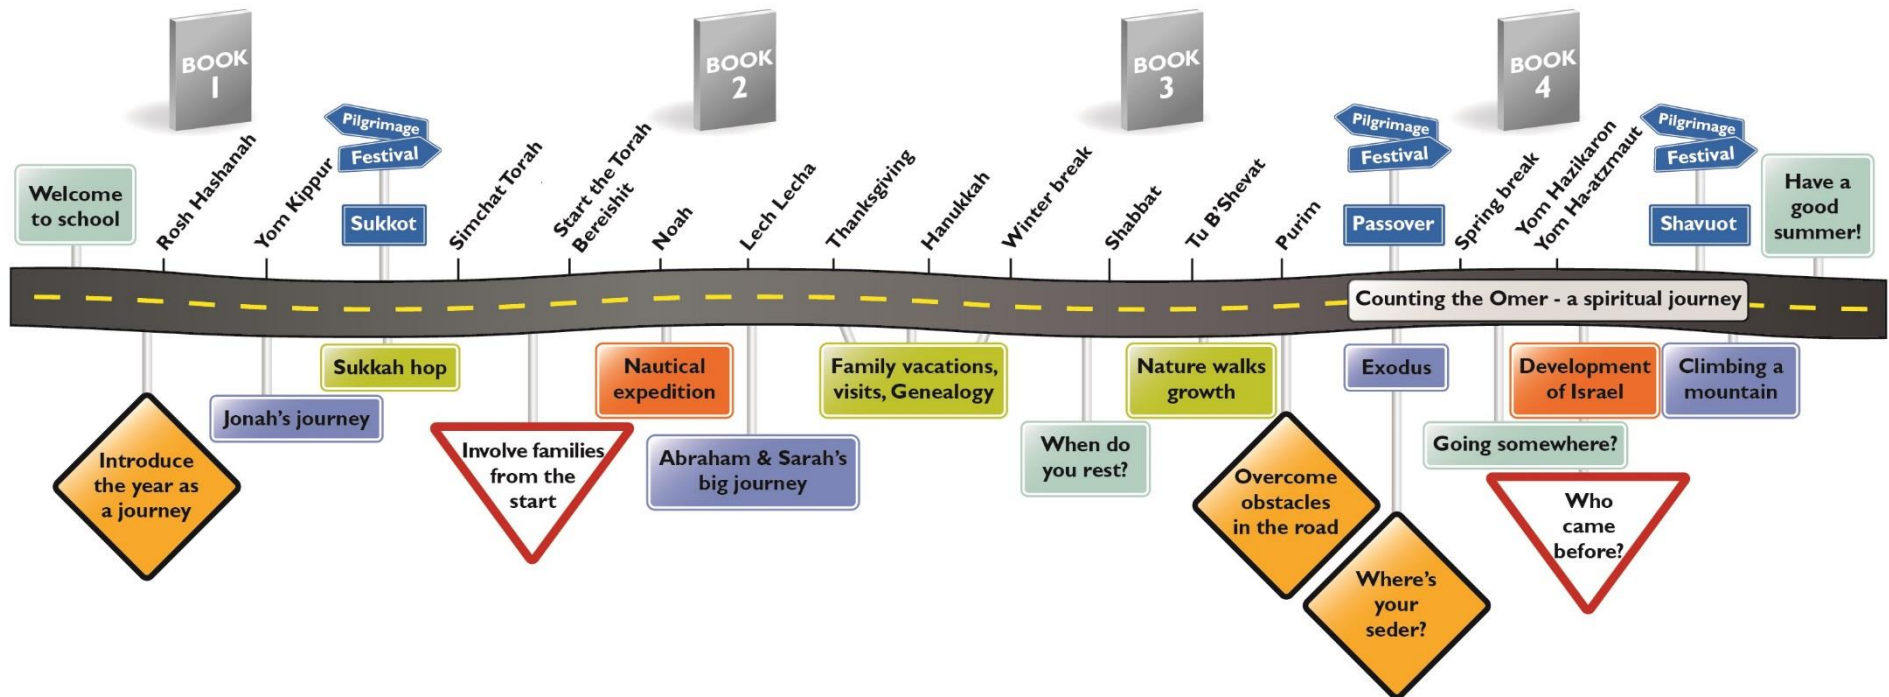 BOOK
1
BOOK
2
BOOK
3
BOOK
4
Welcome
to school
Rosh Hashanah
Yom Kippur
Pilgrimage
Festival
Sukkot
Simchat Torah
Start the Torah
Bereishit
Noah
Lech Lecha
Thanksgiving
Hanukkah
Winter break
Shabbat
Tu B'Shevat
Purim
Pilgrimage
Festival
Passover
Spring break
Yom Hazikaron
Yom Ha-atzmaut
Pilgrimage
Festival
Shavuot
Have a
good
summer!
Counting the Omer - a spiritual journey
Introduce
the year as
a journey
Jonah's journey
Sukkah hop
Involve families
from the
start
Nautical
expedition
Abraham & Sarah's
big journey
Family vacations,
visits, Genealogy
When do
you rest?
Nature walks
growth
Overcome
obstacles
in the road
Exodus
Where's
your
seder?
Going somewhere?
Development
of Israel
Who
came
before?
Climbing a
mountain